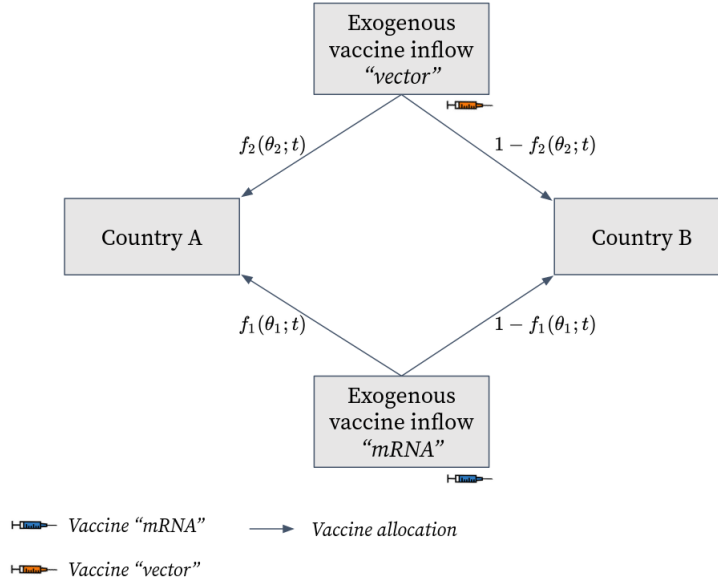 Exogenous
vaccine inflow
“vector”
f₂(θ₂; t)
1 − f₂(θ₂; t)
Country A
Country B
f₁(θ₁; t)
1 − f₁(θ₁; t)
Exogenous
vaccine inflow
“mRNA”
Vaccine “mRNA”
Vaccine allocation
Vaccine “vector”